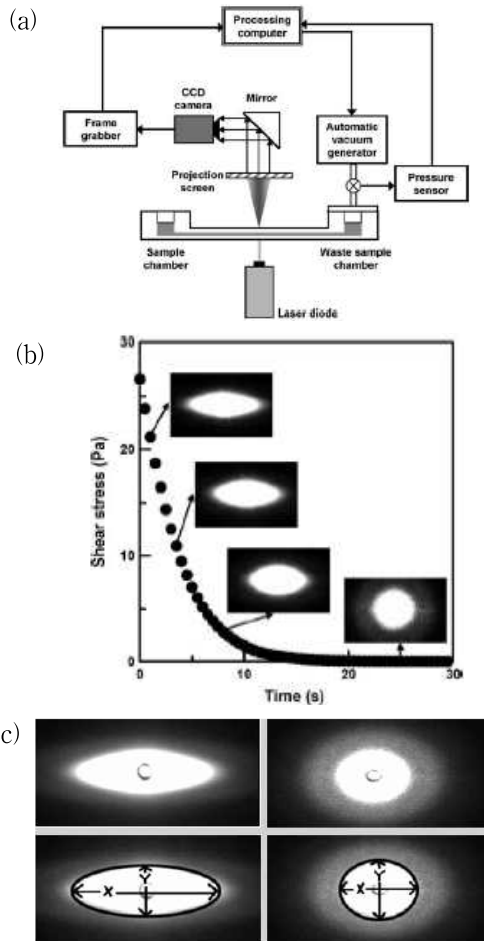 (a)
Processing
computer
CCD
camera
Mirror
Frame
grabber
Automatic
vacuum
generator
Projection
screen
Pressure
sensor
Sample
chamber
Waste sample
chamber
Laser diode
(b)
30
20
10
0
Shear stress (Pa)
0
10
20
30
Time (s)
c)
X
Y
X
Y